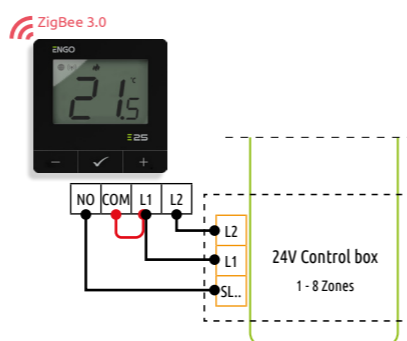 ZigBee 3.0
ENGO
21.5 °C
E25
− ✓ +
NO COM L1 L2
L2
L1
SL..
24V Control box
1 - 8 Zones